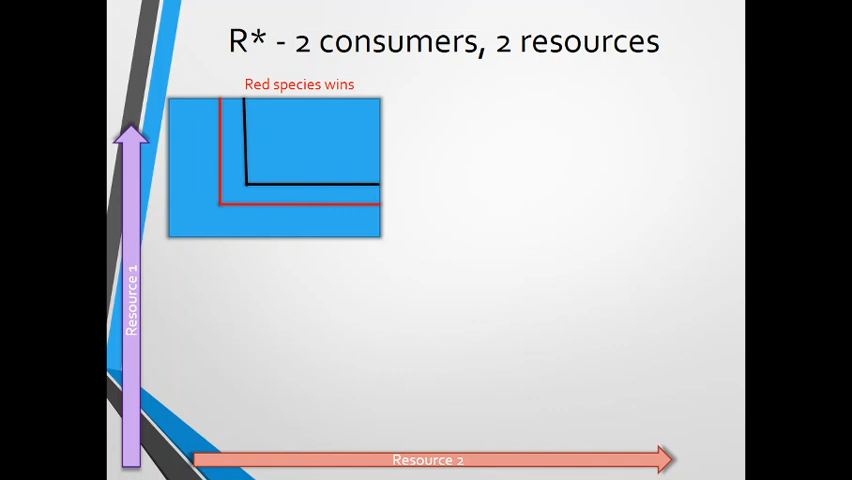 R* - 2 consumers, 2 resources
Red species wins
Resource 1
Resource 2